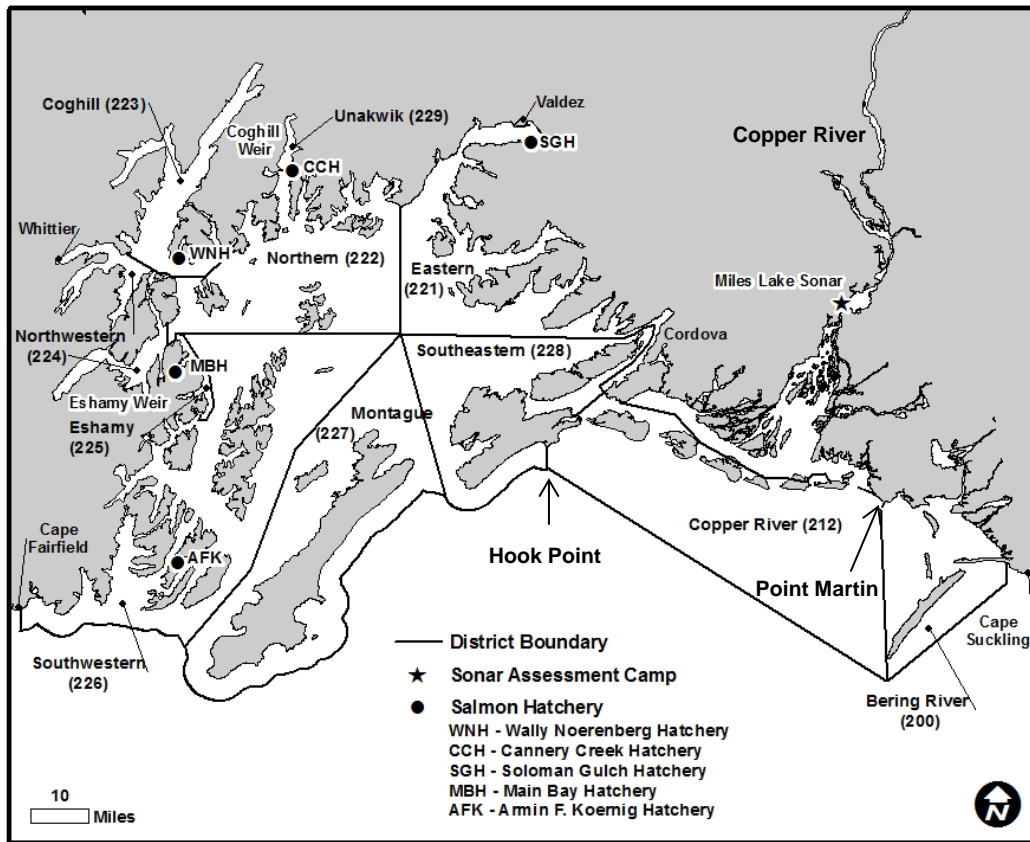 Coghill (223)
Coghill
Weir
Unakwik (229)
CCH
Valdez
SGH
Copper River
Whittier
WNH
Northern (222)
Eastern
(221)
Miles Lake Sonar
Northwestern
(224)
MBH
Southeastern (228)
Cordova
Eshamy Weir
Eshamy
(225)
Montague
(227)
Copper River (212)
Hook Point
Point Martin
Cape
Fairfield
AFK
Cape
Suckling
Southwestern
(226)
Bering River
(200)
District Boundary
Sonar Assessment Camp
Salmon Hatchery
WNH - Wally Noerenberg Hatchery
CCH - Cannery Creek Hatchery
SGH - Soloman Gulch Hatchery
MBH - Main Bay Hatchery
AFK - Armin F. Koernig Hatchery
10
Miles
N